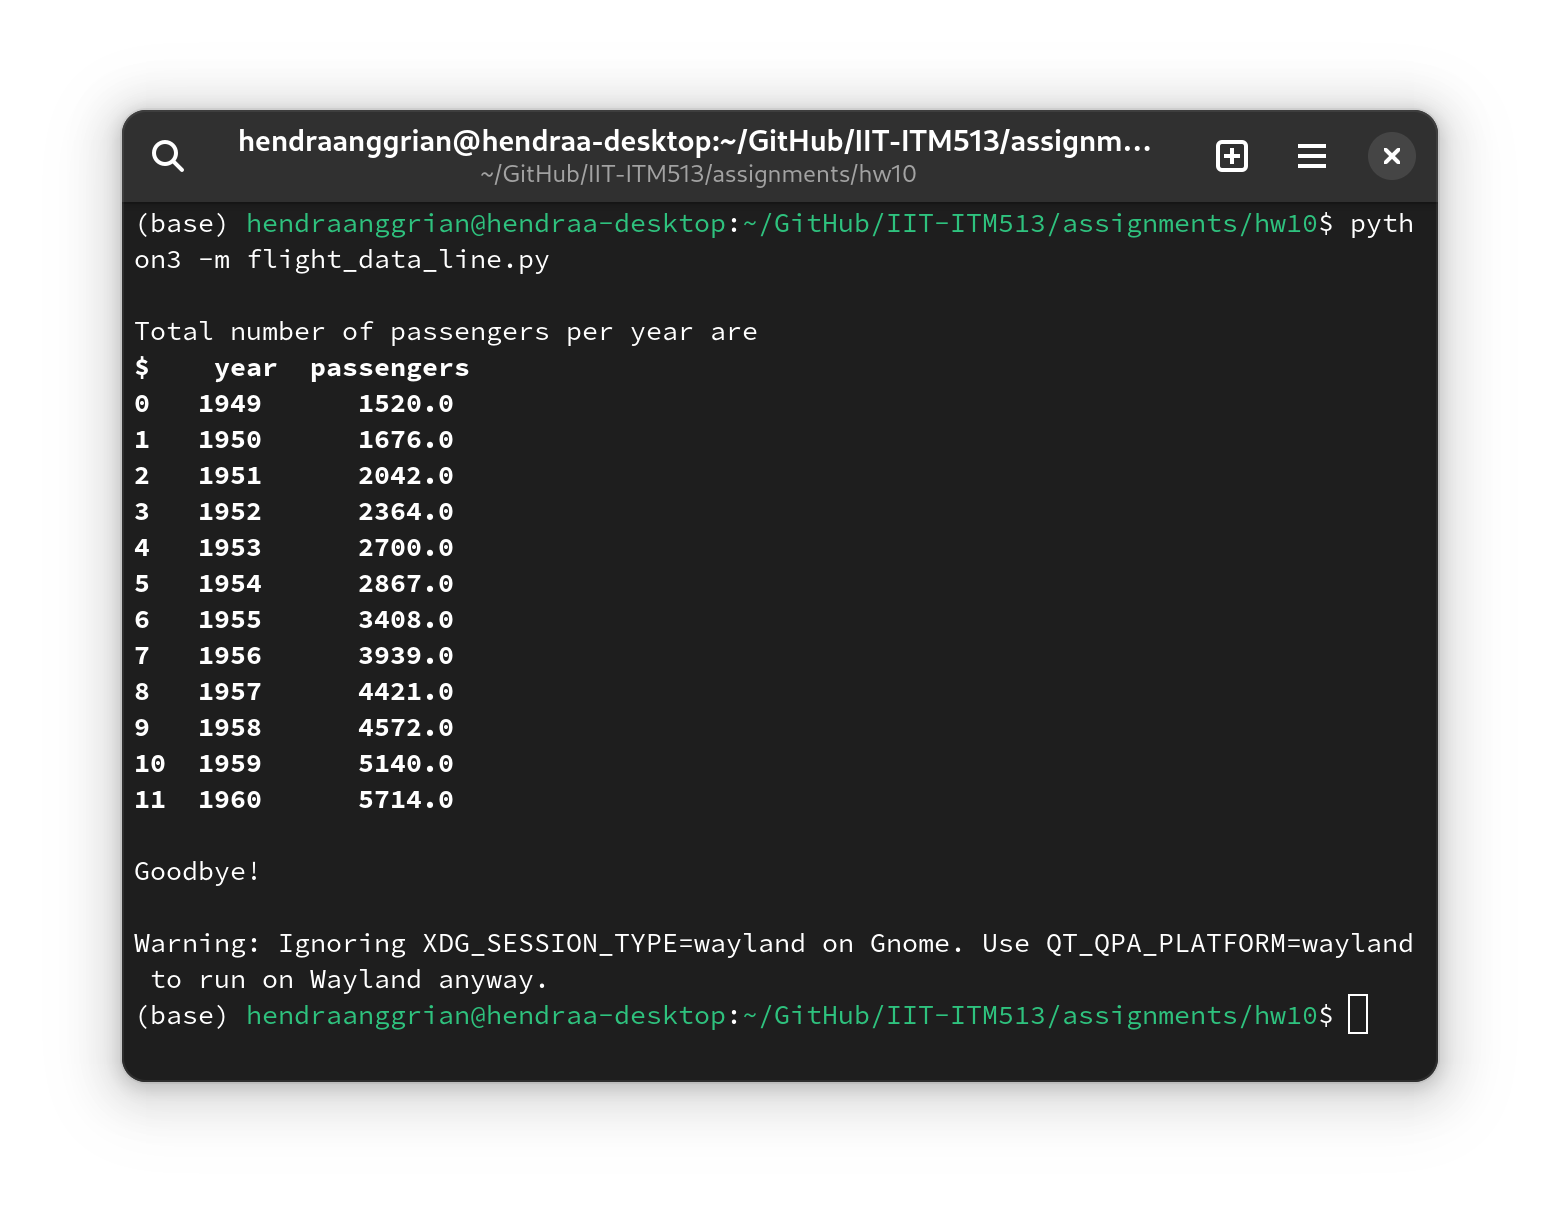 hendraanggrian@hendraa-desktop:~/GitHub/IIT-ITM513/assignm...
~/GitHub/IIT-ITM513/assignments/hw10
(base) hendraanggrian@hendraa-desktop:~/GitHub/IIT-ITM513/assignments/hw10$ pyth
on3 -m flight_data_line.py
Total number of passengers per year are
$    year  passengers
0   1949      1520.0
1   1950      1676.0
2   1951      2042.0
3   1952      2364.0
4   1953      2700.0
5   1954      2867.0
6   1955      3408.0
7   1956      3939.0
8   1957      4421.0
9   1958      4572.0
10  1959      5140.0
11  1960      5714.0
Goodbye!
Warning: Ignoring XDG_SESSION_TYPE=wayland on Gnome. Use QT_QPA_PLATFORM=wayland
 to run on Wayland anyway.
(base) hendraanggrian@hendraa-desktop:~/GitHub/IIT-ITM513/assignments/hw10$